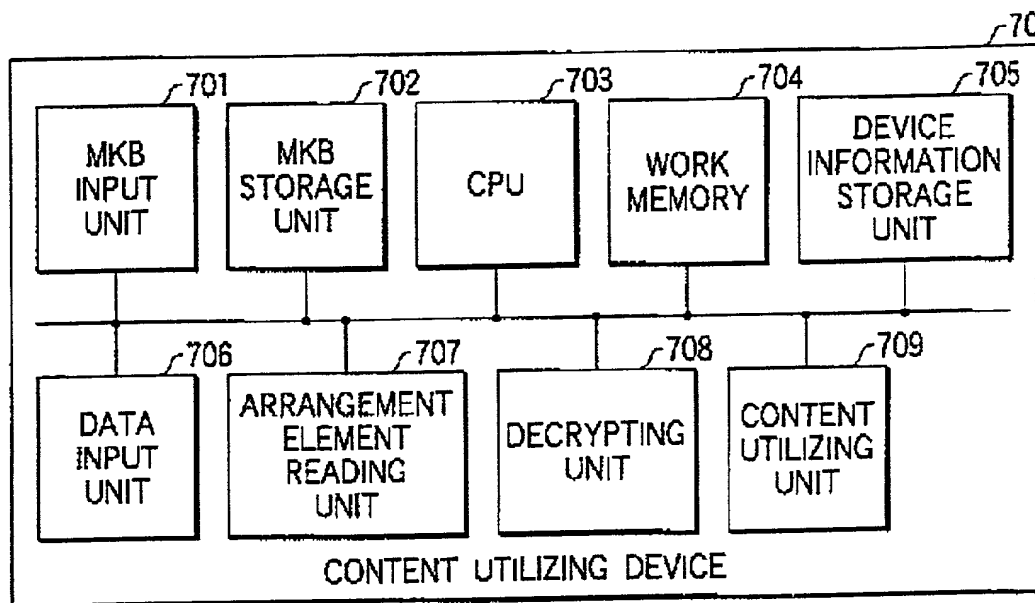 70
701
702
703
704
705
MKB
INPUT
UNIT
MKB
STORAGE
UNIT
CPU
WORK
MEMORY
DEVICE
INFORMATION
STORAGE
UNIT
706
707
708
709
DATA
INPUT
UNIT
ARRANGEMENT
ELEMENT
READING
UNIT
DECRYPTING
UNIT
CONTENT
UTILIZING
UNIT
CONTENT UTILIZING DEVICE